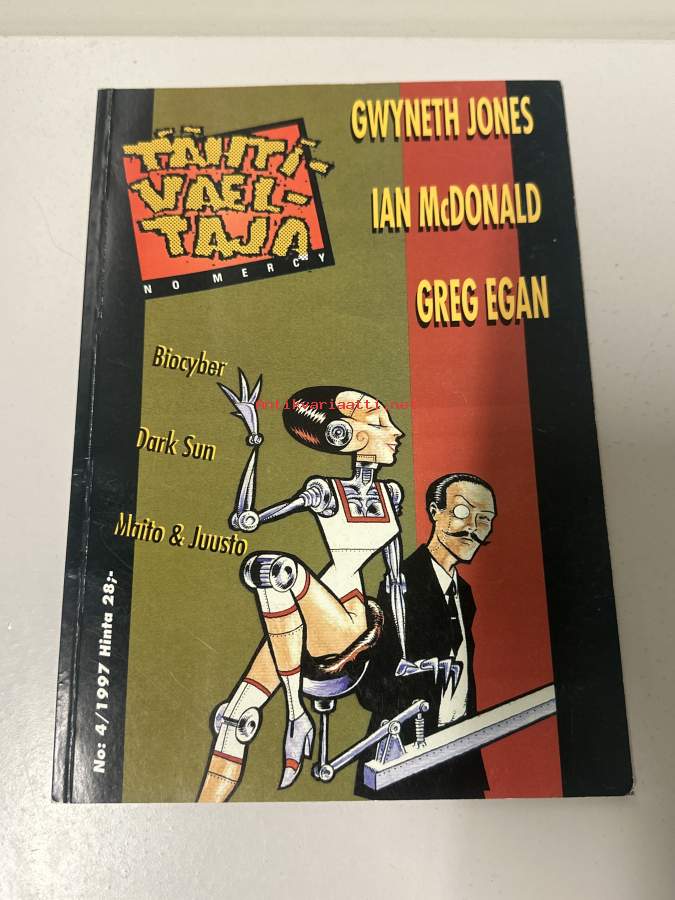 GWYNETH JONES
TÄHTI-
VAEL-
TAJA
NO MERCY
IAN McDONALD
GREG EGAN
Biocyber
Antikvariaatti.net
Dark Sun
Maito & Juusto
No: 4/1997 Hinta 28;-